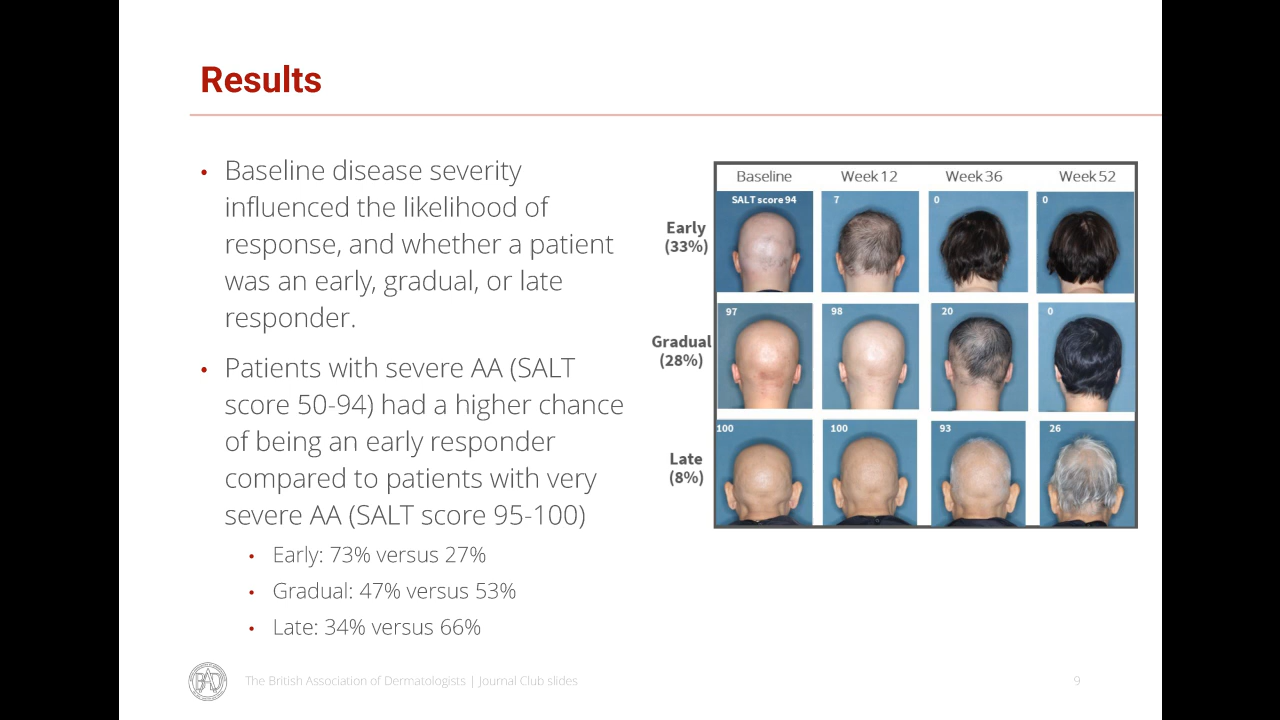 Results
• Baseline disease severity
influenced the likelihood of
response, and whether a patient
was an early, gradual, or late
responder.
• Patients with severe AA (SALT
score 50-94) had a higher chance
of being an early responder
compared to patients with very
severe AA (SALT score 95-100)
• Early: 73% versus 27%
• Gradual: 47% versus 53%
• Late: 34% versus 66%
Baseline Week 12 Week 36 Week 52
Early
(33%)
SALT score 94 7 0 0
Gradual
(28%)
97 98 20 0
Late
(8%)
100 100 93 26
BAD
The British Association of Dermatologists | Journal Club slides
9